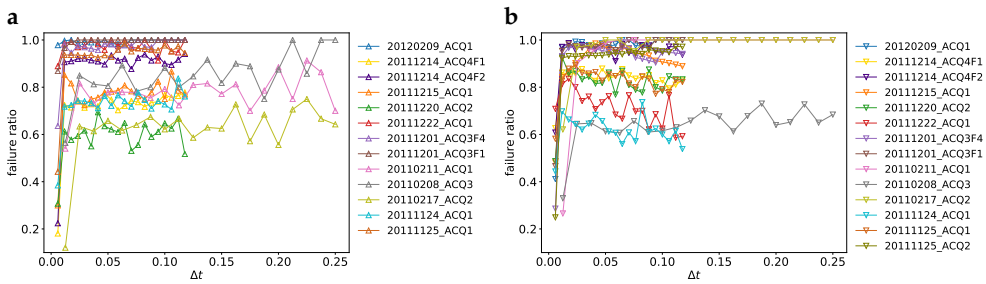 a
failure ratio
1.0
0.8
0.6
0.4
0.2
0.00
0.05
0.10
0.15
0.20
0.25
Δt
20120209_ACQ1
20111214_ACQ4F1
20111214_ACQ4F2
20111215_ACQ1
20111220_ACQ2
20111222_ACQ1
20111201_ACQ3F4
20111201_ACQ3F1
20110211_ACQ1
20110208_ACQ3
20110217_ACQ2
20111124_ACQ1
20111125_ACQ1
b
failure ratio
1.0
0.8
0.6
0.4
0.2
0.00
0.05
0.10
0.15
0.20
0.25
Δt
20120209_ACQ1
20111214_ACQ4F1
20111214_ACQ4F2
20111215_ACQ1
20111220_ACQ2
20111222_ACQ1
20111201_ACQ3F4
20111201_ACQ3F1
20110211_ACQ1
20110208_ACQ3
20110217_ACQ2
20111124_ACQ1
20111125_ACQ1
20111125_ACQ2